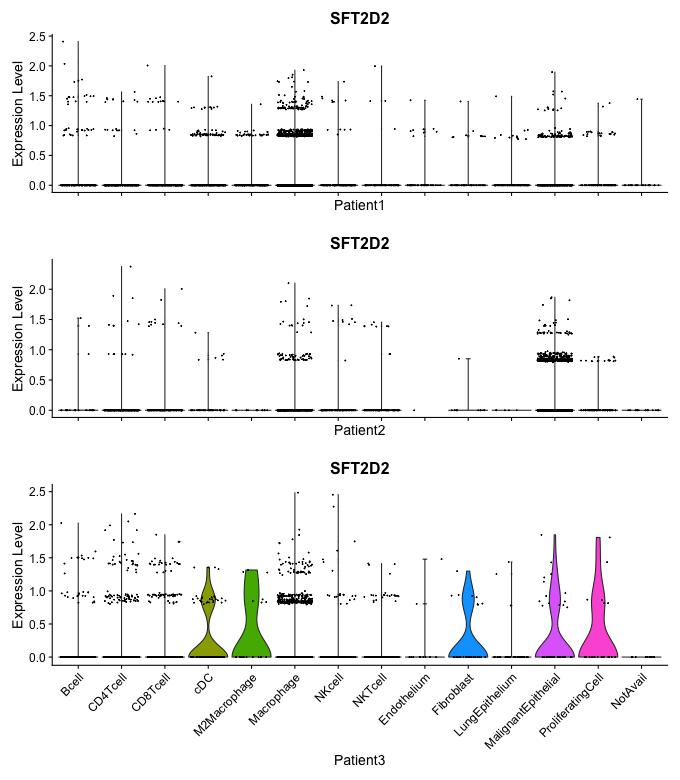 SFT2D2
Expression Level
2.5
2.0
1.5
1.0
0.5
0.0
Patient1
SFT2D2
Expression Level
2.0
1.5
1.0
0.5
0.0
Patient2
SFT2D2
Expression Level
2.5
2.0
1.5
1.0
0.5
0.0
Bcell
CD4Tcell
CD8Tcell
cDC
M2Macrophage
Macrophage
NKcell
NKTcell
Endothelium
Fibroblast
LungEpithelium
MalignantEpithelial
ProliferatingCell
NotAvail
Patient3